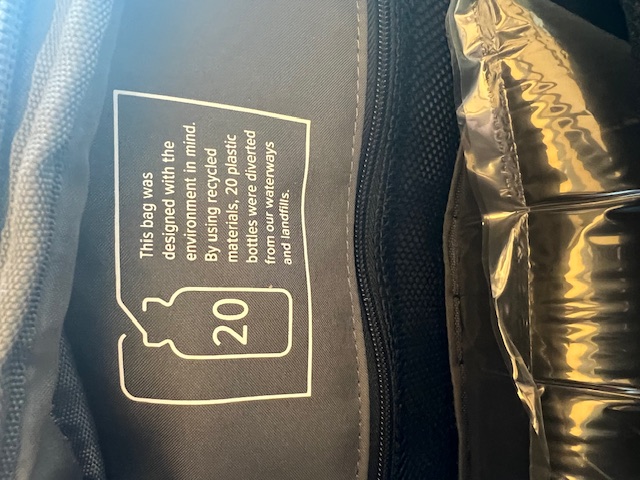 This bag was
designed with the
environment in mind.
By using recycled
materials, 20 plastic
bottles were diverted
from our waterways
and landfills.
20